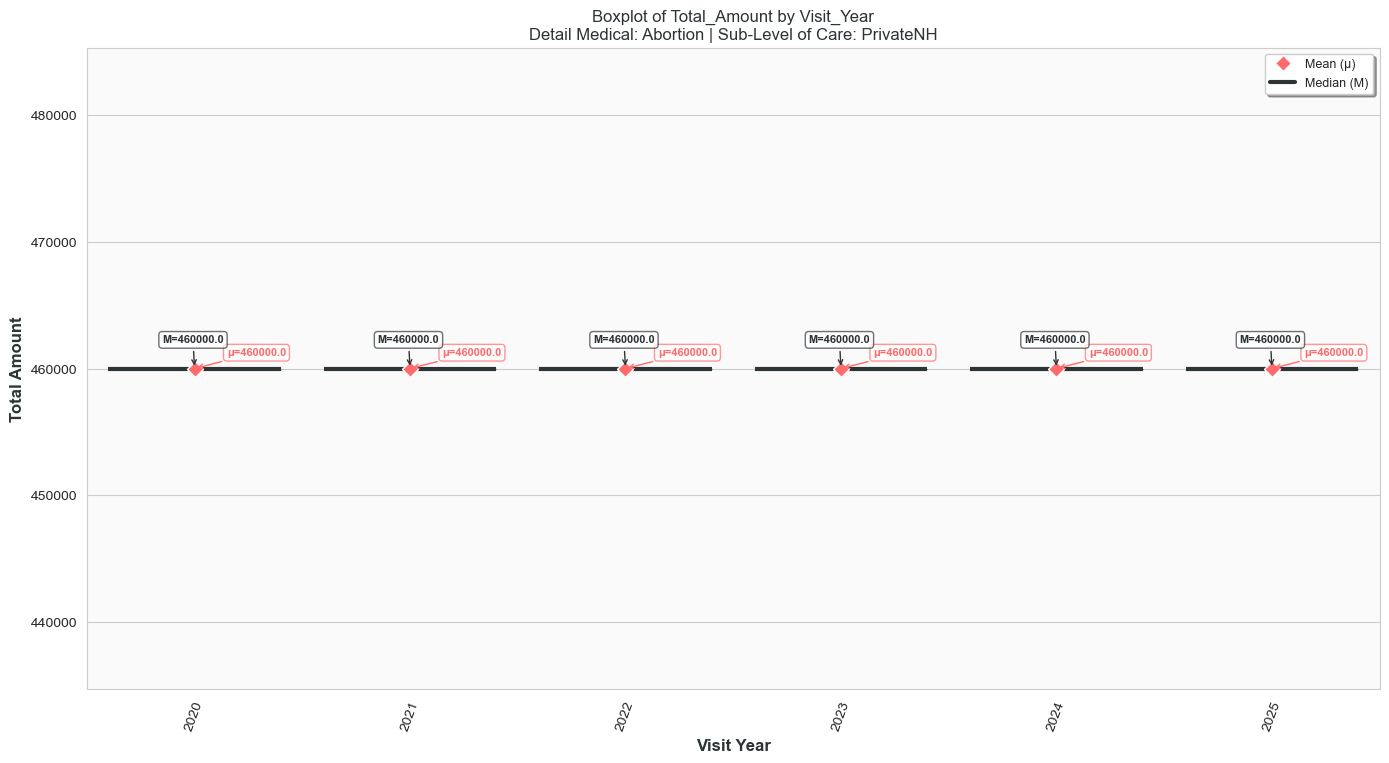 Boxplot of Total_Amount by Visit_Year
Detail Medical: Abortion | Sub-Level of Care: PrivateNH
Mean (μ)
Median (M)
Total Amount
480000
470000
460000
450000
440000
M=460000.0
μ=460000.0
M=460000.0
μ=460000.0
M=460000.0
μ=460000.0
M=460000.0
μ=460000.0
M=460000.0
μ=460000.0
M=460000.0
μ=460000.0
2020
2021
2022
2023
2024
2025
Visit Year